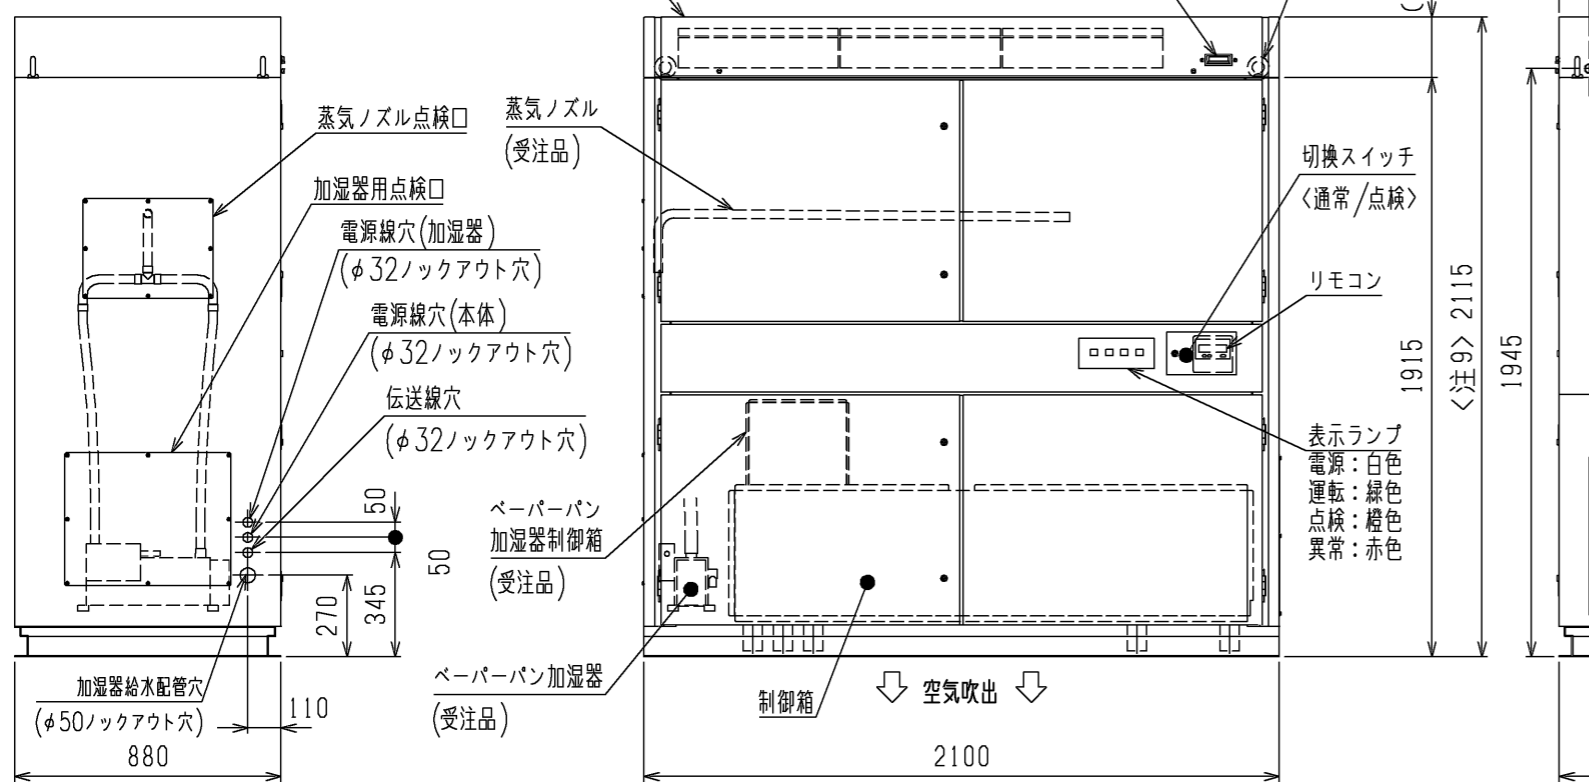 蒸気ノズル点検口
加湿器用点検口
電源線穴(加湿器)
(φ32ノックアウト穴)
電源線穴(本体)
(φ32ノックアウト穴)
伝送線穴
(φ32ノックアウト穴)
50
50
345
270
加湿器給水配管穴
(φ50ノックアウト穴)
110
880
蒸気ノズル
(受注品)
ベーパーパン
加湿器制御箱
(受注品)
ベーパーパン加湿器
(受注品)
制御箱
空気吹出
2100
切換スイッチ
〈通常/点検〉
リモコン
表示ランプ
電源:白色
運転:緑色
点検:橙色
異常:赤色
1915
<注9> 2115
1945